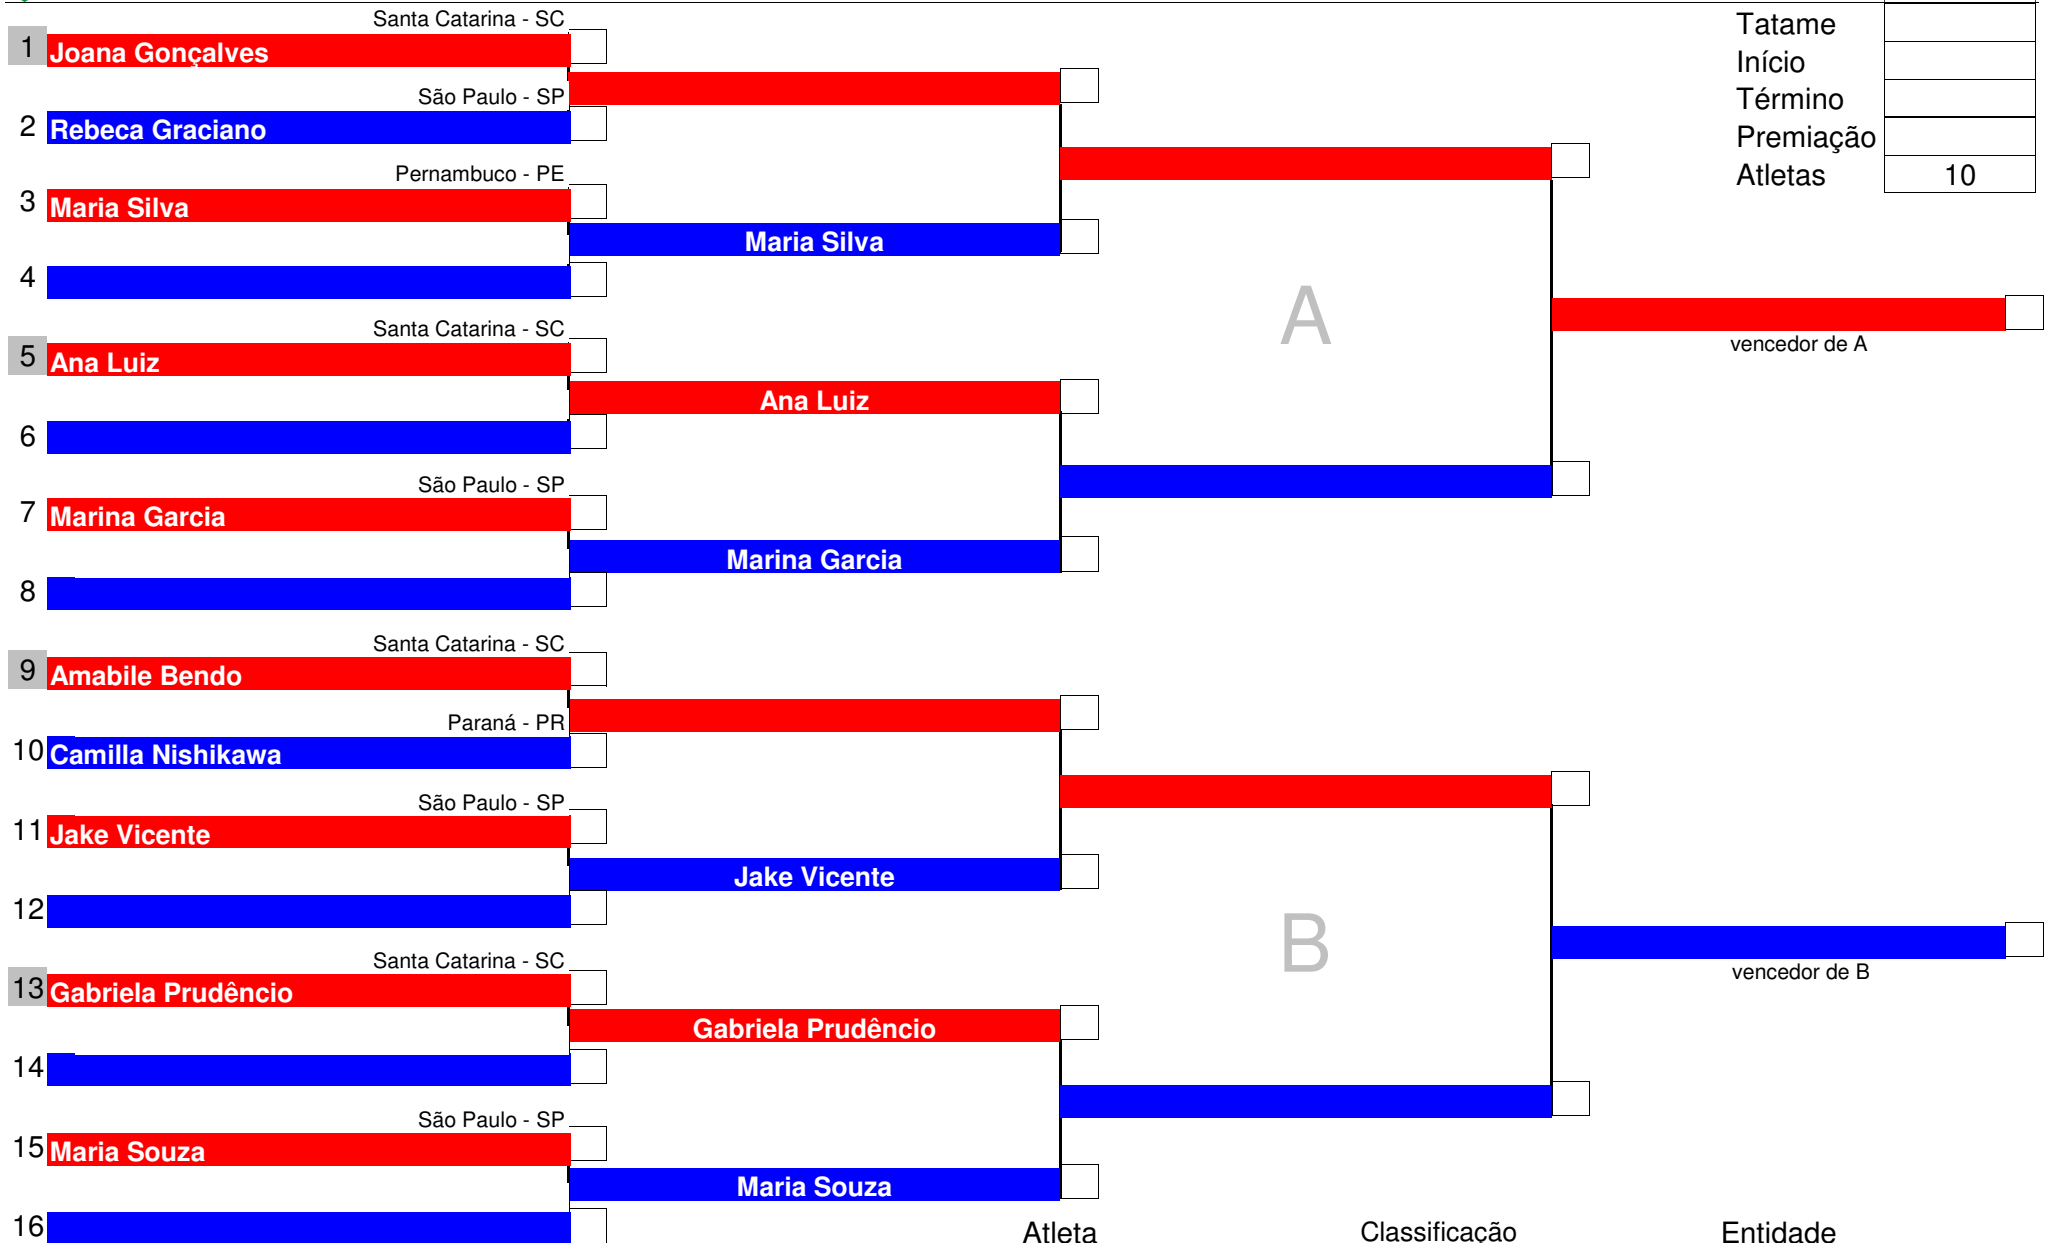 Santa Catarina - SC
1 Joana Gonçalves
São Paulo - SP
2 Rebeca Graciano
Pernambuco - PE
3 Maria Silva
Maria Silva
4
Santa Catarina - SC
5 Ana Luiz
Ana Luiz
6
São Paulo - SP
7 Marina Garcia
Marina Garcia
8
Santa Catarina - SC
9 Amabile Bendo
Paraná - PR
10 Camilla Nishikawa
São Paulo - SP
11 Jake Vicente
Jake Vicente
12
Santa Catarina - SC
13 Gabriela Prudêncio
Gabriela Prudêncio
14
São Paulo - SP
15 Maria Souza
Maria Souza
16
A
B
vencedor de A
vencedor de B
Tatame
Início
Término
Premiação
Atletas 10
Atleta Classificação Entidade